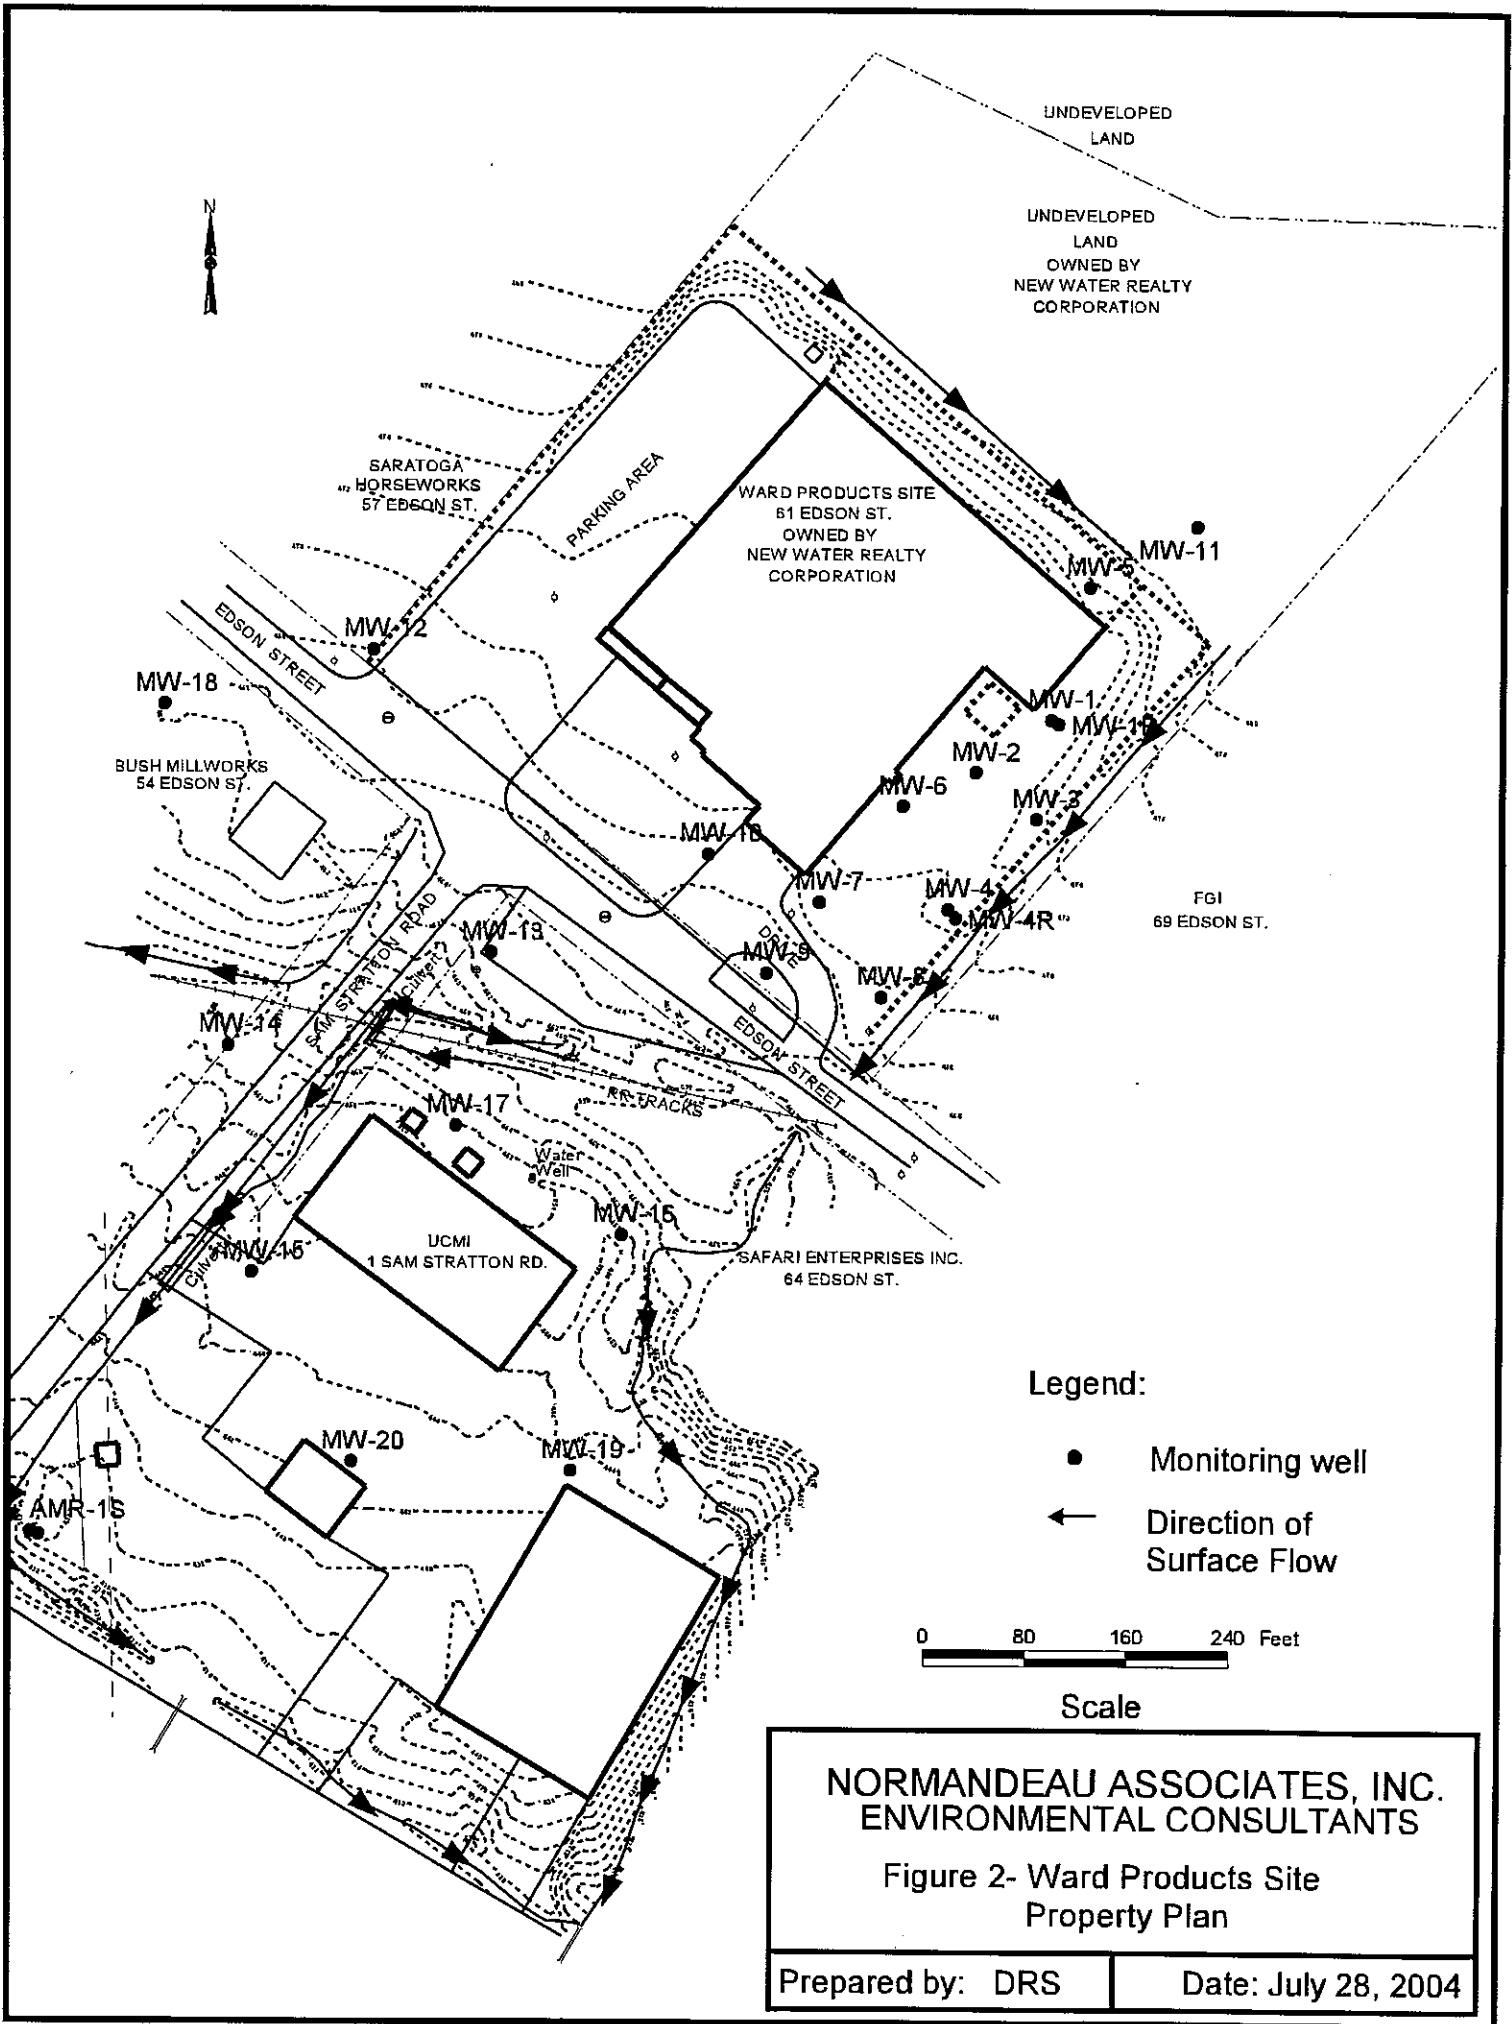 UNDEVELOPED
LAND
UNDEVELOPED
LAND
OWNED BY
NEW WATER REALTY
CORPORATION
N
SARATOGA
HORSEWORKS
57 EDSON ST.
PARKING AREA
WARD PRODUCTS SITE
61 EDSON ST.
OWNED BY
NEW WATER REALTY
CORPORATION
MW-11
MW-5
MW-12
EDSON STREET
MW-18
MW-1
MW-1R
MW-2
BUSH MILLWORKS
54 EDSON ST.
MW-6
MW-3
MW-10
MW-7
MW-4
MW-4R
FGI
69 EDSON ST.
SAM STRATTON ROAD
MW-13
DRIVE
MW-9
MW-8
Culvert
MW-14
EDSON STREET
RR TRACKS
MW-17
Water
Well
MW-16
UCMI
1 SAM STRATTON RD.
MW-15
Culvert
SAFARI ENTERPRISES INC.
64 EDSON ST.
MW-20
MW-19
AMR-1S
Legend:
Monitoring well
Direction of
Surface Flow
0 80 160 240 Feet
Scale
NORMANDEAU ASSOCIATES, INC.
ENVIRONMENTAL CONSULTANTS
Figure 2- Ward Products Site
Property Plan
Prepared by: DRS
Date: July 28, 2004